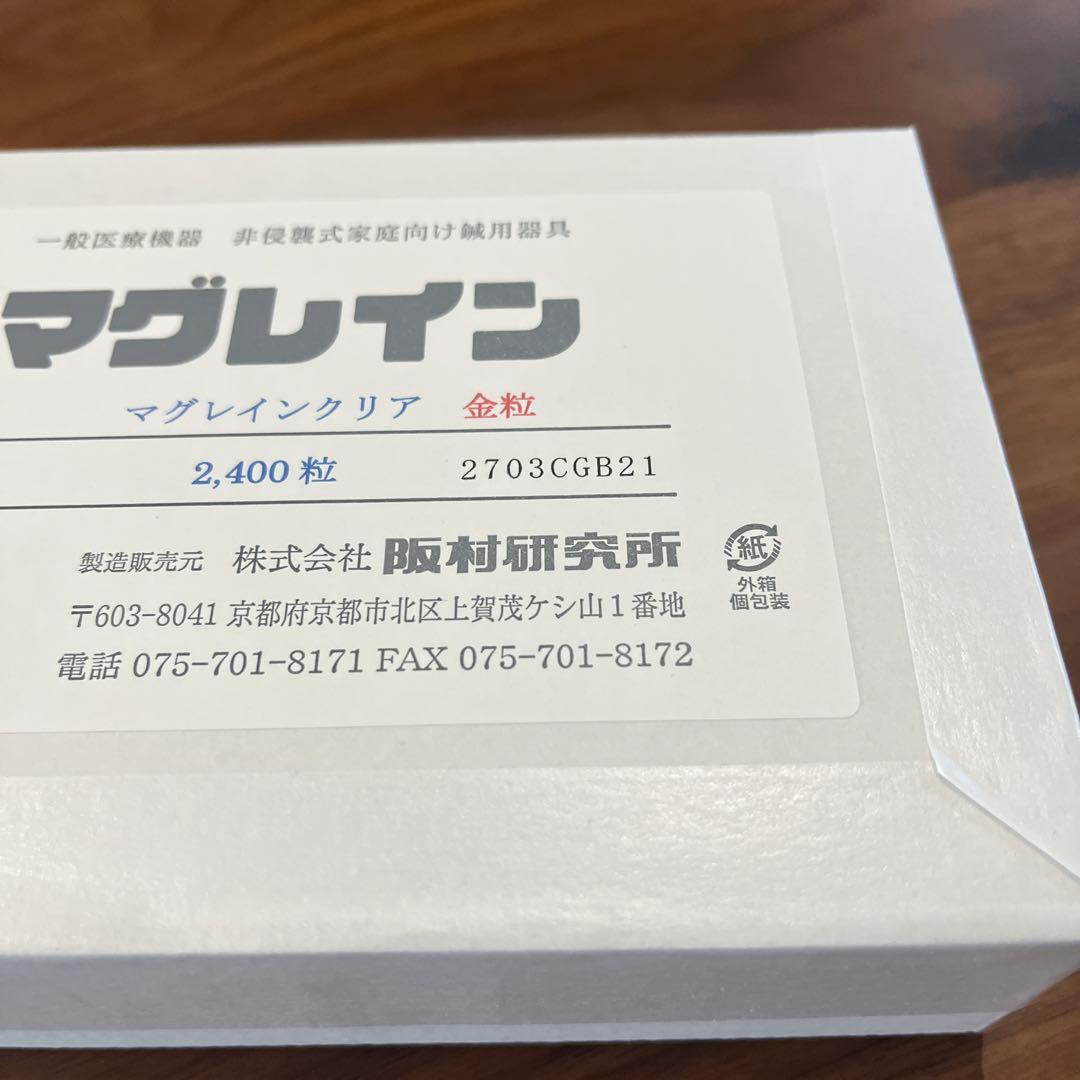 一般医療機器 非侵襲式家庭向け鍼用器具
マグレイン
マグレインクリア 金粒
2,400 粒 2703CGB21
製造販売元 株式会社 阪村研究所
〒603-8041 京都府京都市北区上賀茂ケシ山1番地
電話 075-701-8171 FAX 075-701-8172
紙
外箱
個包装